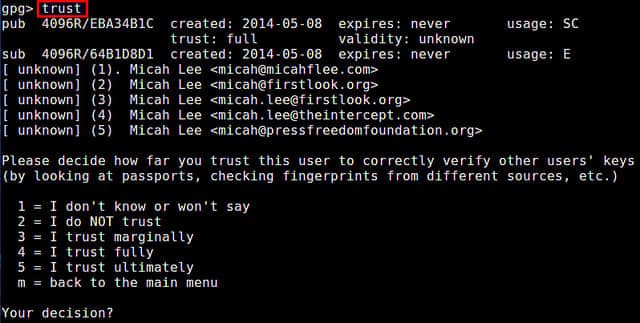 gpg> trust
pub  4096R/EBA34B1C  created: 2014-05-08  expires: never       usage: SC
                     trust: full          validity: unknown
sub  4096R/64B1D8D1  created: 2014-05-08  expires: never       usage: E
[ unknown] (1). Micah Lee <micah@micahflee.com>
[ unknown] (2)  Micah Lee <micah@firstlook.org>
[ unknown] (3)  Micah Lee <micah.lee@firstlook.org>
[ unknown] (4)  Micah Lee <micah.lee@theintercept.com>
[ unknown] (5)  Micah Lee <micah@pressfreedomfoundation.org>
Please decide how far you trust this user to correctly verify other users' keys
(by looking at passports, checking fingerprints from different sources, etc.)
1 = I don't know or won't say
2 = I do NOT trust
3 = I trust marginally
4 = I trust fully
5 = I trust ultimately
m = back to the main menu
Your decision?